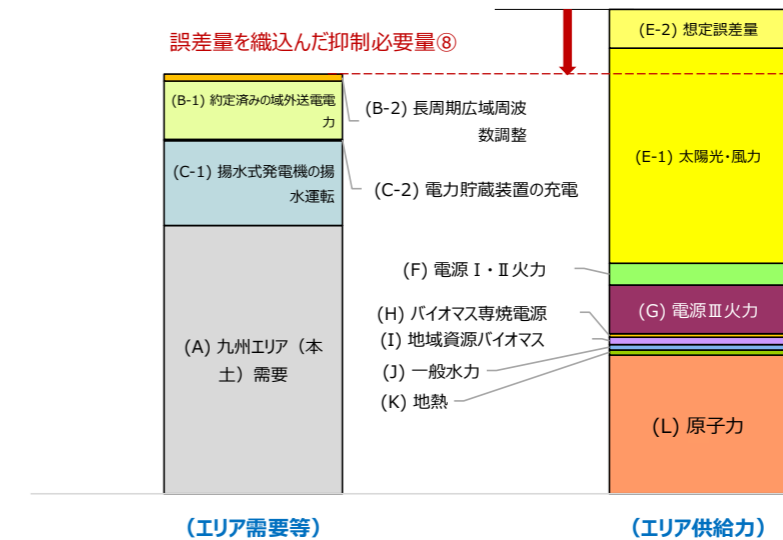 誤差量を織込んだ抑制必要量⑧
(B-1) 約定済みの域外送電電
力
(B-2) 長周期広域周波
数調整
(C-1) 揚水式発電機の揚
水運転
(C-2) 電力貯蔵装置の充電
(A) 九州エリア（本
土）需要
(E-2) 想定誤差量
(E-1) 太陽光・風力
(F) 電源Ⅰ・Ⅱ火力
(G) 電源Ⅲ火力
(H) バイオマス専焼電源
(I) 地域資源バイオマス
(J) 一般水力
(K) 地熱
(L) 原子力
（エリア需要等）
（エリア供給力）